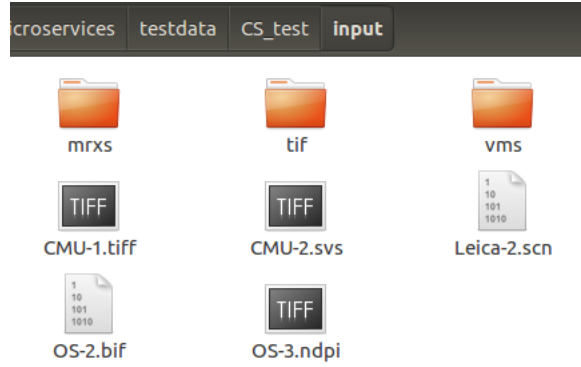 icroservices testdata CS_test input
mrxs tif vms
TIFF TIFF 1
10
101
1010
CMU-1.tiff CMU-2.svs Leica-2.scn
1
10
101
1010 TIFF
OS-2.bif OS-3.ndpi